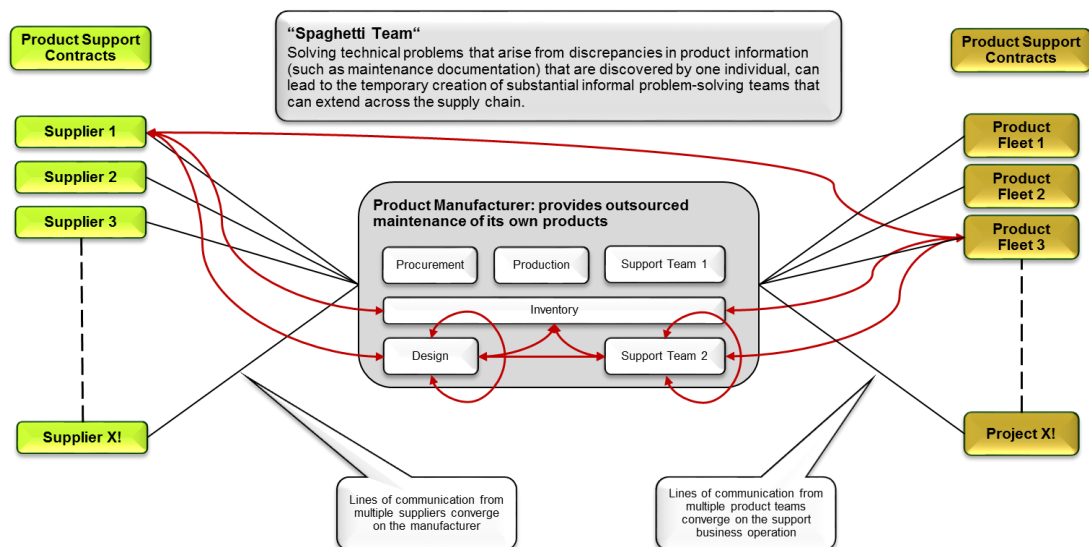 Product Support
Contracts
“Spaghetti Team“
Solving technical problems that arise from discrepancies in product information
(such as maintenance documentation) that are discovered by one individual, can
lead to the temporary creation of substantial informal problem-solving teams that
can extend across the supply chain.
Product Support
Contracts
Supplier 1
Supplier 2
Supplier 3
Supplier X!
Product Manufacturer: provides outsourced
maintenance of its own products
Procurement
Production
Support Team 1
Inventory
Design
Support Team 2
Product
Fleet 1
Product
Fleet 2
Product
Fleet 3
Project X!
Lines of communication from
multiple suppliers converge
on the manufacturer
Lines of communication from
multiple product teams
converge on the support
business operation